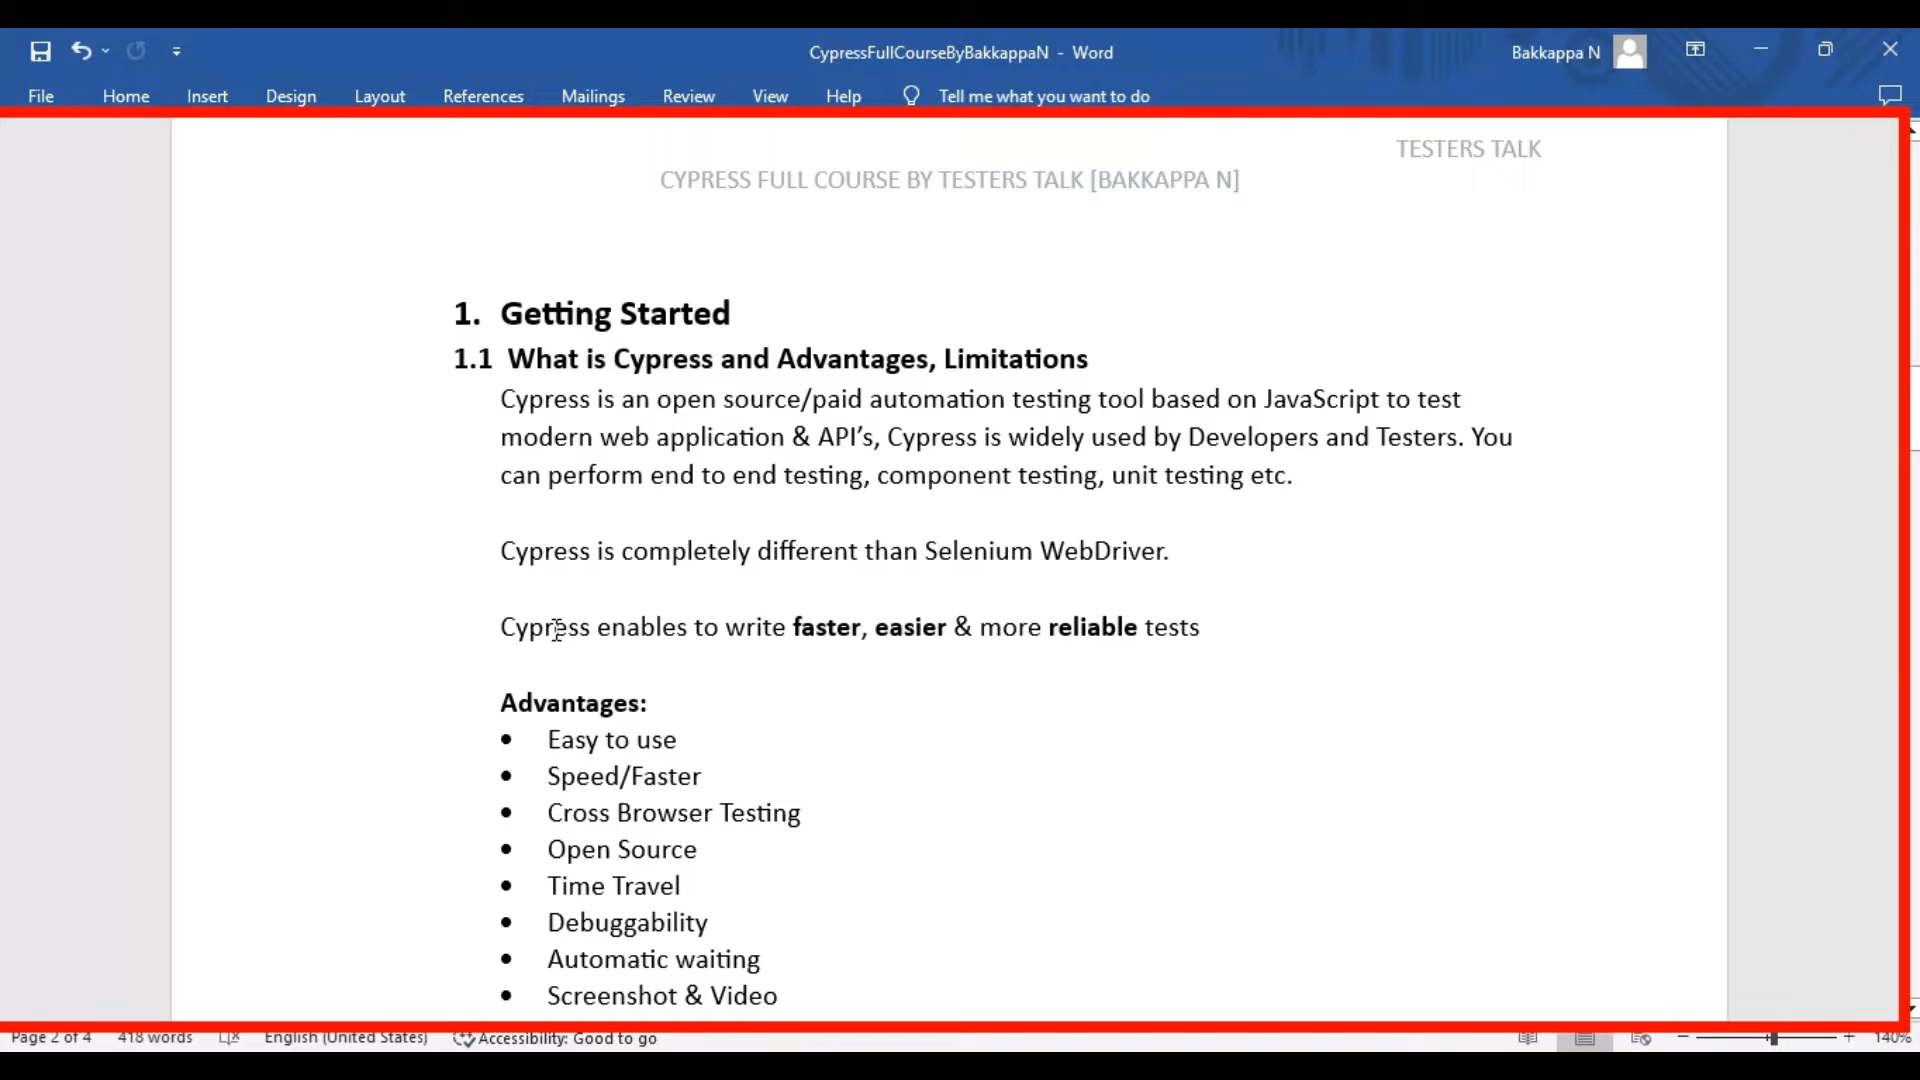 CypressFullCourseByBakkappaN - Word
Bakkappa N
File Home Insert Design Layout References Mailings Review View Help Tell me what you want to do
TESTERS TALK
CYPRESS FULL COURSE BY TESTERS TALK [BAKKAPPA N]
1. Getting Started
1.1 What is Cypress and Advantages, Limitations
Cypress is an open source/paid automation testing tool based on JavaScript to test
modern web application & API’s, Cypress is widely used by Developers and Testers. You
can perform end to end testing, component testing, unit testing etc.
Cypress is completely different than Selenium WebDriver.
Cypress enables to write faster, easier & more reliable tests
Advantages:
• Easy to use
• Speed/Faster
• Cross Browser Testing
• Open Source
• Time Travel
• Debuggability
• Automatic waiting
• Screenshot & Video
Page 2 of 4 418 words English (United States) Accessibility: Good to go 140%